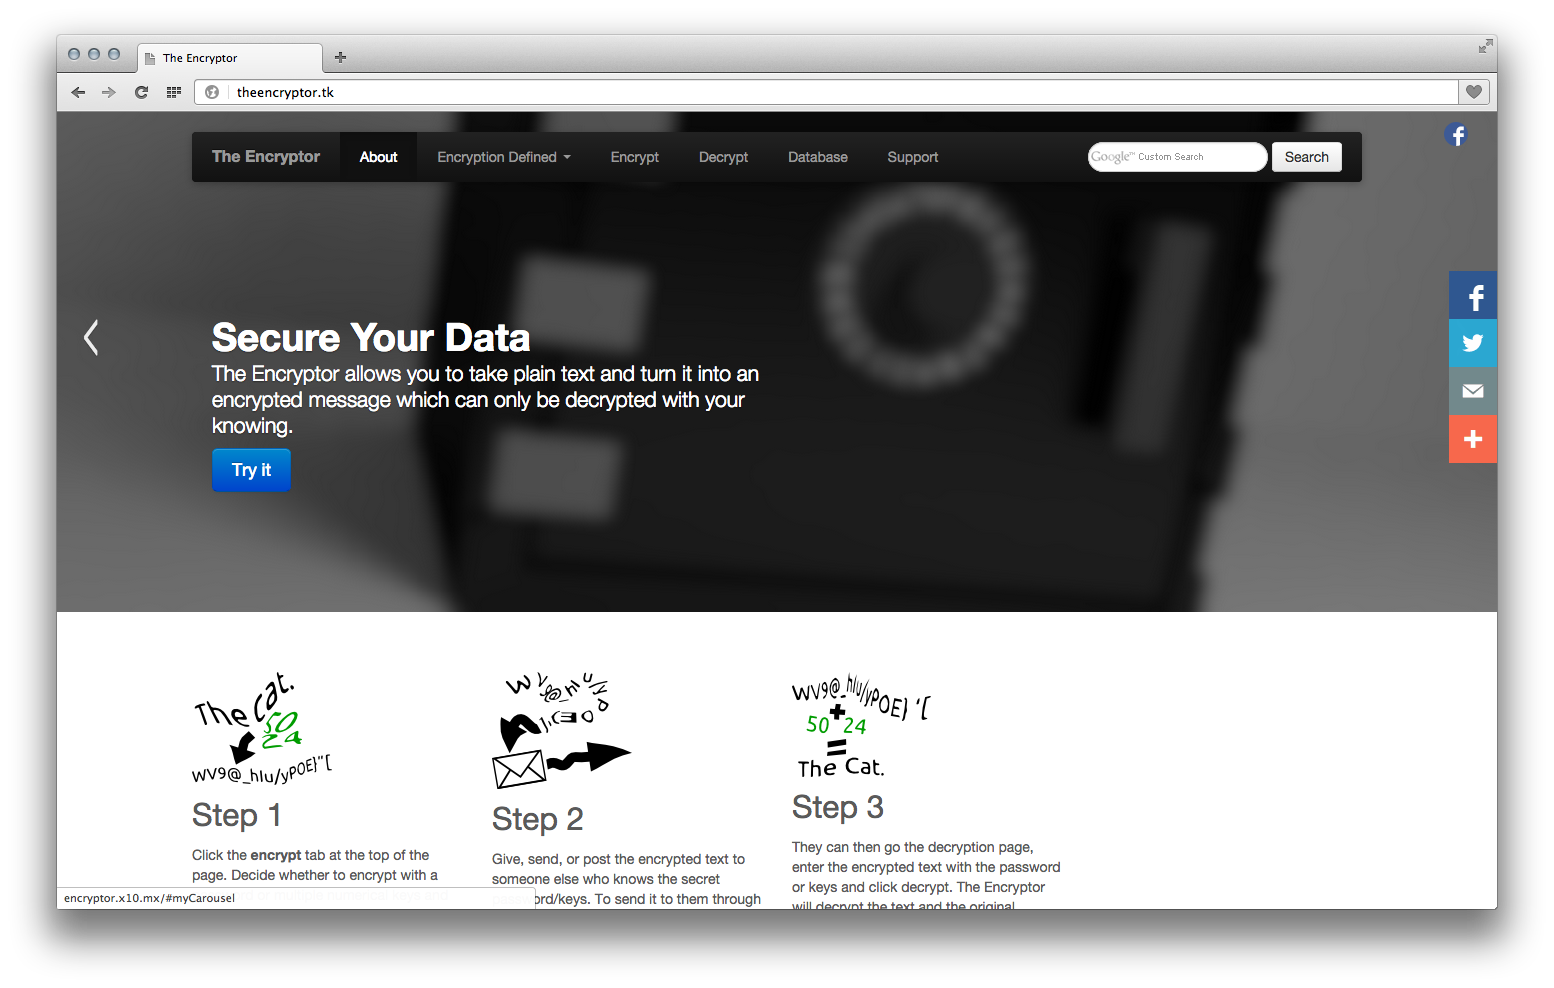 The Encryptor
theencryptor.tk
The Encryptor About Encryption Defined Encrypt Decrypt Database Support Google™ Custom Search Search
Secure Your Data
The Encryptor allows you to take plain text and turn it into an
encrypted message which can only be decrypted with your
knowing.
Try it
The Cat.
50
24
WV9@_hlu/yPOE}"[
Step 1
Click the encrypt tab at the top of the
page. Decide whether to encrypt with a
Step 2
Give, send, or post the encrypted text to
someone else who knows the secret
password/keys. To send it to them through
WV9@_hlu/yPOE} '[
+
50 24
=
The Cat.
Step 3
They can then go the decryption page,
enter the encrypted text with the password
or keys and click decrypt. The Encryptor
will decrypt the text and the original
encryptor.x10.mx/#myCarousel